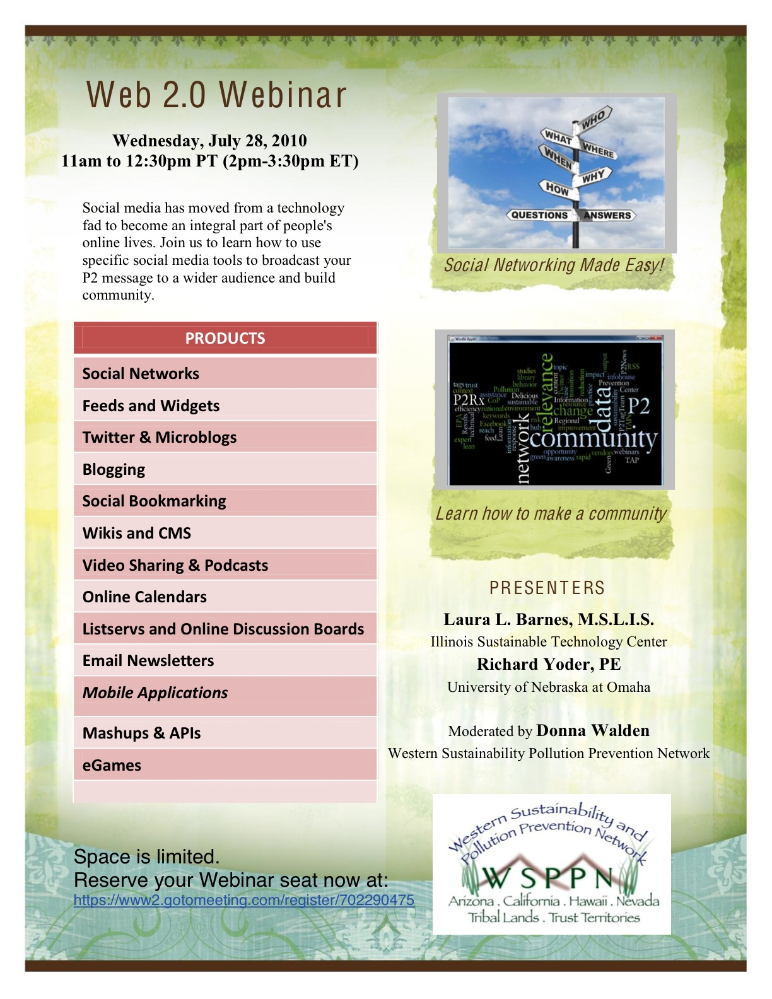 Web 2.0 Webinar
Wednesday, July 28, 2010
11am to 12:30pm PT (2pm-3:30pm ET)
Social media has moved from a technology
fad to become an integral part of people's
online lives. Join us to learn how to use
specific social media tools to broadcast your
P2 message to a wider audience and build
community.
PRODUCTS
Social Networks
Feeds and Widgets
Twitter & Microblogs
Blogging
Social Bookmarking
Wikis and CMS
Video Sharing & Podcasts
Online Calendars
Listservs and Online Discussion Boards
Email Newsletters
Mobile Applications
Mashups & APIs
eGames
Space is limited.
Reserve your Webinar seat now at:
https://www2.gotomeeting.com/register/702290475
WHO
WHAT
WHERE
WHEN
WHY
HOW
QUESTIONS
ANSWERS
Social Networking Made Easy!
Wordle Applet
studies
library
behavior
tags
trust
context
Pollution
P2Rx
assistance
CoP
Delicious
sustainable
efficiency
national
environment
keywords
EPA
Results
technical
Facebook
reach
feed
Lean
expert
lean
information
response
network
risk
hub
relevance
topic
content
Twitter
use
transition
reduction
practice
impact
output
infohouse
P2News
RSS
Prevention
Center
Information
resource
change
Regional
improvement
data
sustainability
P2TagTeam
TAPs
P2
community
opportunity
green
awareness
rapid
vendors
webinars
Green
TAP
Learn how to make a community
PRESENTERS
Laura L. Barnes, M.S.L.I.S.
Illinois Sustainable Technology Center
Richard Yoder, PE
University of Nebraska at Omaha
Moderated by Donna Walden
Western Sustainability Pollution Prevention Network
Western Sustainability and
Pollution Prevention Network
WSPPN
Arizona . California . Hawaii . Nevada
Tribal Lands . Trust Territories